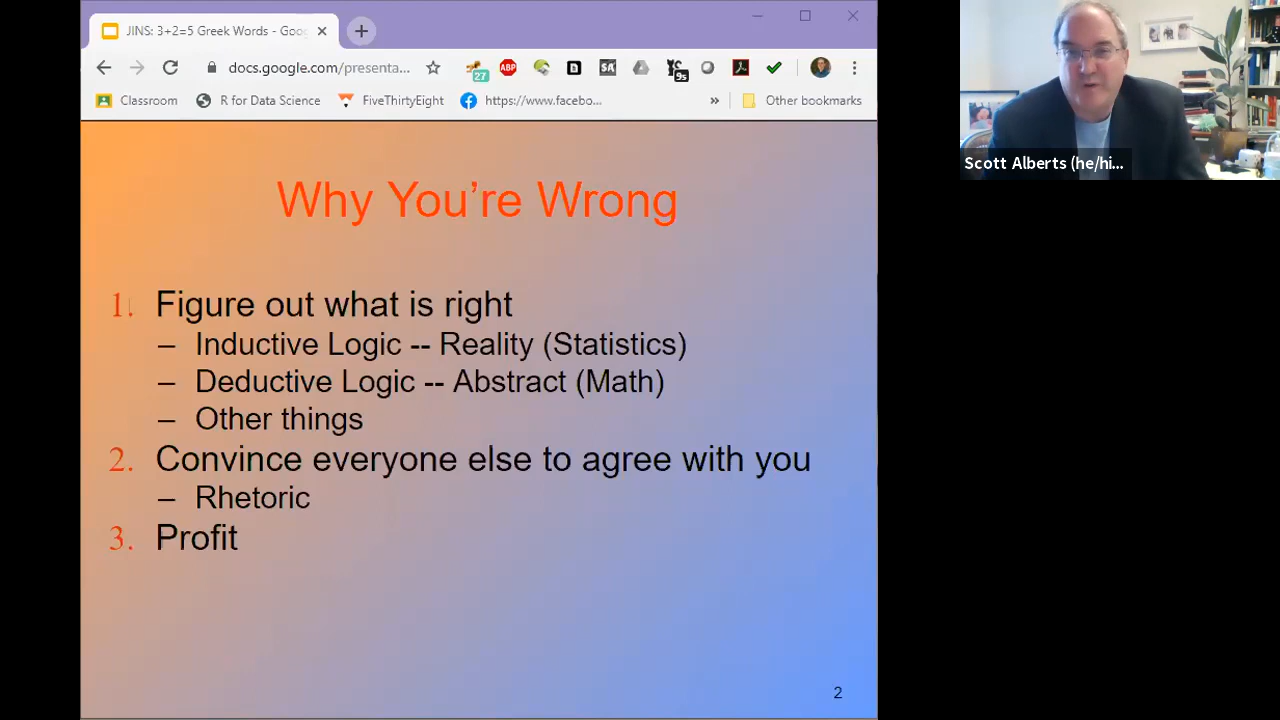 JINS: 3+2=5 Greek Words - Goo
docs.google.com/presenta...
27
ABP
9s
Classroom
R for Data Science
FiveThirtyEight
https://www.facebo...
»
Other bookmarks
Why You’re Wrong
1. Figure out what is right
– Inductive Logic -- Reality (Statistics)
– Deductive Logic -- Abstract (Math)
– Other things
2. Convince everyone else to agree with you
– Rhetoric
3. Profit
2
Scott Alberts (he/hi...